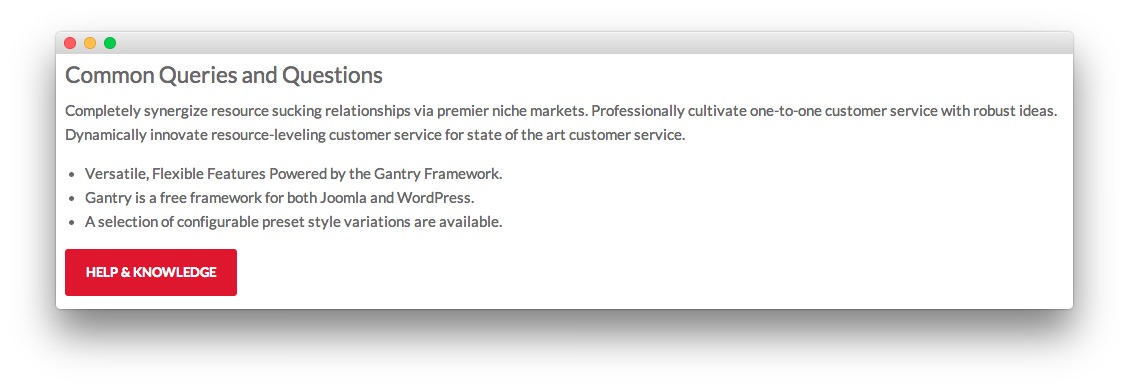 Common Queries and Questions
Completely synergize resource sucking relationships via premier niche markets. Professionally cultivate one-to-one customer service with robust ideas.
Dynamically innovate resource-leveling customer service for state of the art customer service.
• Versatile, Flexible Features Powered by the Gantry Framework.
• Gantry is a free framework for both Joomla and WordPress.
• A selection of configurable preset style variations are available.
HELP & KNOWLEDGE